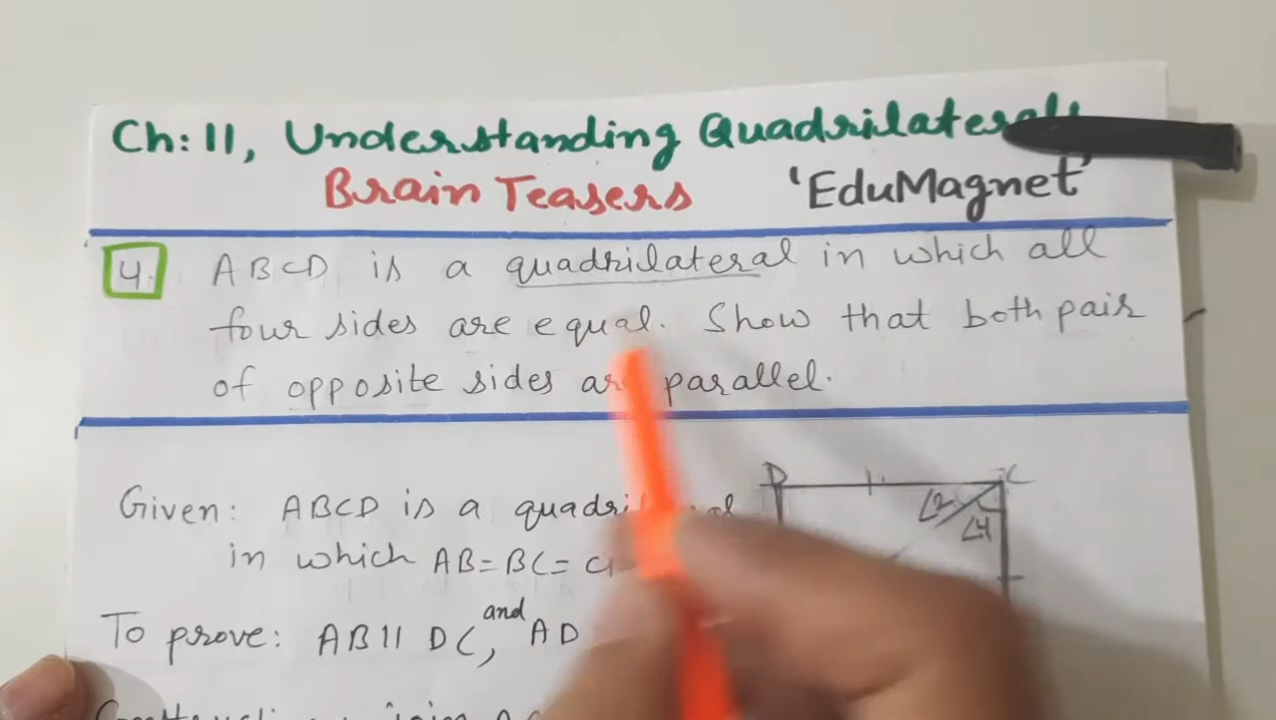 Ch: 11, Understanding Quadrilaterals
Brain Teasers 'EduMagnet'
4. ABCD is a quadrilateral in which all
four sides are equal. Show that both pair
of opposite sides are parallel.
Given: ABCD is a
in which AB = BC =
To prove: AB || DC, and AD
D C
∠2
∠4